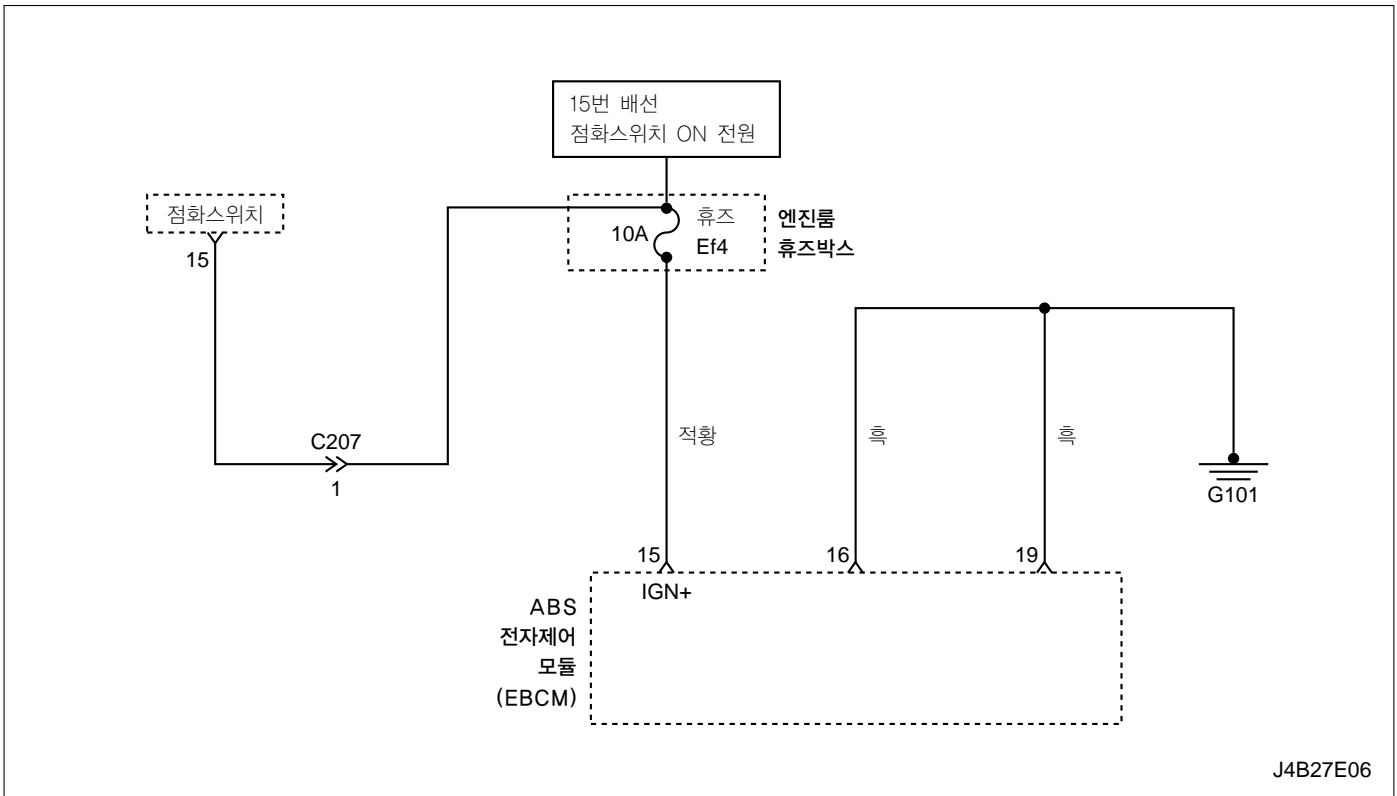 15번 배선
점화스위치 ON 전원
점화스위치
15
10A
휴즈
Ef4
엔진룸
휴즈박스
C207
1
적황
흑
흑
G101
15
16
19
IGN+
ABS
전자제어
모듈
(EBCM)
J4B27E06